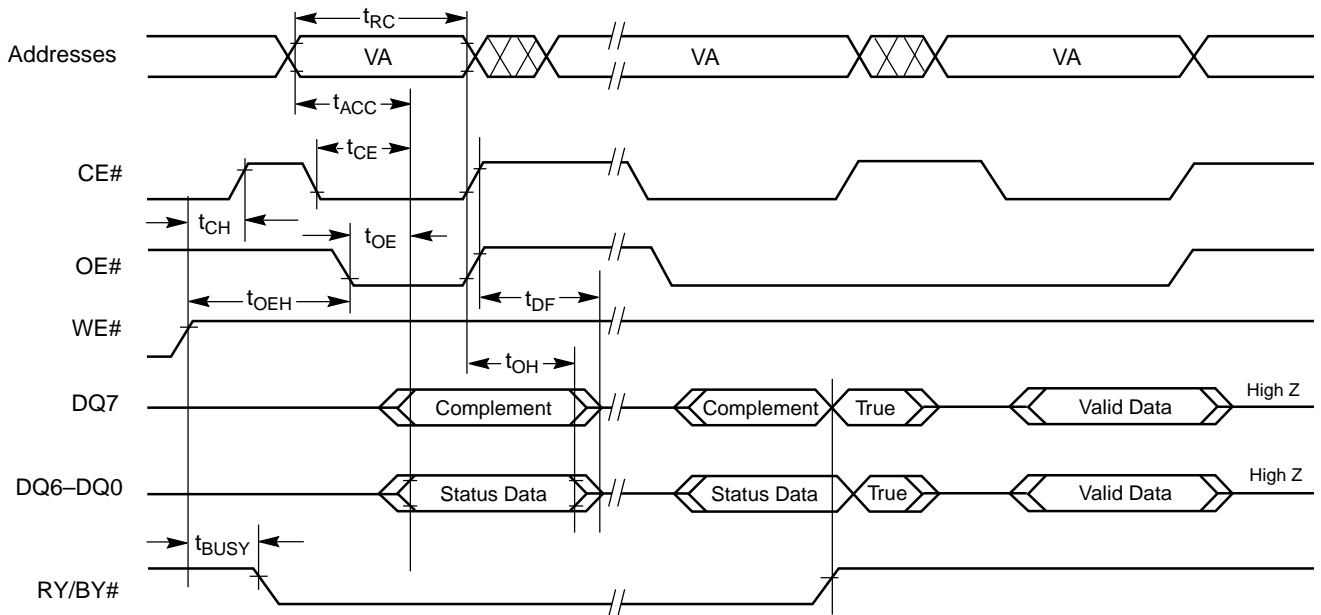 tRC
Addresses VA VA VA
tACC
tCE
CE#
tCH tOE
OE#
tOEH tDF
WE#
tOH
DQ7 Complement Complement True Valid Data High Z
DQ6–DQ0 Status Data Status Data True Valid Data High Z
tBUSY
RY/BY#